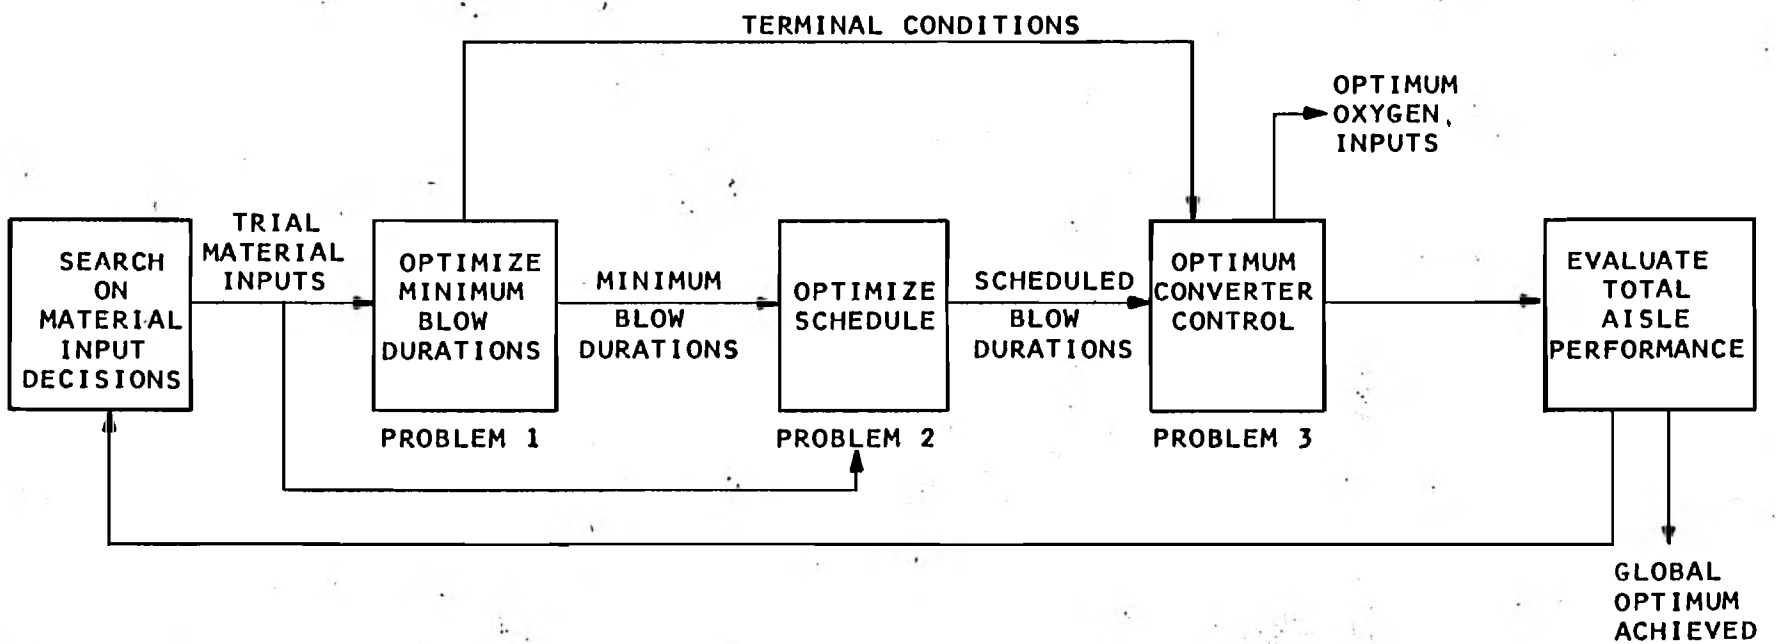 TERMINAL CONDITIONS
OPTIMUM
OXYGEN,
INPUTS
SEARCH
ON
MATERIAL
INPUT
DECISIONS
TRIAL
MATERIAL
INPUTS
OPTIMIZE
MINIMUM
BLOW
DURATIONS
PROBLEM 1
MINIMUM
BLOW
DURATIONS
OPTIMIZE
SCHEDULE
PROBLEM 2
SCHEDULED
BLOW
DURATIONS
OPTIMUM
CONVERTER
CONTROL
PROBLEM 3
EVALUATE
TOTAL
AISLE
PERFORMANCE
GLOBAL
OPTIMUM
ACHIEVED